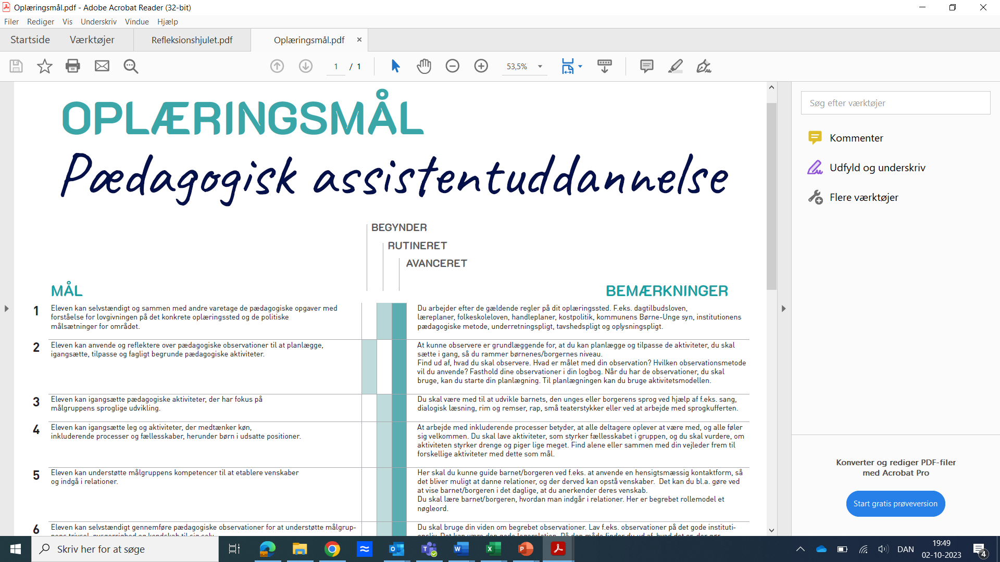 Oplæringsmål.pdf - Adobe Acrobat Reader (32-bit)
Filer Rediger Vis Underskriv Vindue Hjælp
Startside Værktøjer Refleksionshjulet.pdf Oplæringsmål.pdf ×
1 / 1 53,5%
OPLÆRINGSMÅL
Pædagogisk assistentuddannelse
BEGYNDER
RUTINERET
AVANCERET
MÅL
BEMÆRKNINGER
1
Eleven kan selvstændigt og sammen med andre varetage de pædagogiske opgaver med
forståelse for lovgivningen på det konkrete oplæringssted og de politiske
målsætninger for området.
Du arbejder efter de gældende regler på dit oplæringssted. F.eks. dagtilbudsloven,
læreplaner, folkeskoleloven, handleplaner, kostpolitik, kommunens Børne-Unge syn, institutionens
pædagogiske metode, underretningspligt, tavshedspligt og oplysningspligt.
2
Eleven kan anvende og reflektere over pædagogiske observationer til at planlægge,
igangsætte, tilpasse og fagligt begrunde pædagogiske aktiviteter.
At kunne observere er grundlæggende for, at du kan planlægge og tilpasse de aktiviteter, du skal
sætte i gang, så du rammer børnenes/borgernes niveau.
Find ud af, hvad du skal observere. Hvad er målet med din observation? Hvilken observationsmetode
vil du anvende? Fasthold dine observationer i din logbog. Når du har de observationer, du skal
bruge, kan du starte din planlægning. Til planlægningen kan du bruge aktivitetsmodellen.
3
Eleven kan igangsætte pædagogiske aktiviteter, der har fokus på
målgruppens sproglige udvikling.
Du skal være med til at udvikle barnets, den unges eller borgerens sprog ved hjælp af f.eks. sang,
dialogisk læsning, rim og remser, rap, små teaterstykker eller ved at arbejde med sprogkufferten.
4
Eleven kan igangsætte leg og aktiviteter, der medtænker køn,
inkluderende processer og fællesskaber, herunder børn i udsatte positioner.
At arbejde med inkluderende processer betyder, at alle deltagere oplever at være med, og alle føler
sig velkommen. Du skal lave aktiviteter, som styrker fællesskabet i gruppen, og du skal vurdere, om
aktiviteten styrker drenge og piger lige meget. Find alene eller sammen med din vejleder frem til
forskellige aktiviteter med dette som mål.
5
Eleven kan understøtte målgruppens kompetencer til at etablere venskaber
og indgå i relationer.
Her skal du kunne guide barnet/borgeren ved f.eks. at anvende en hensigtsmæssig kontaktform, så
det bliver muligt at danne relationer, og der derved kan opstå venskaber. Det kan du bl.a. gøre ved
at vise barnet/borgeren i det daglige, at du anerkender deres venskab.
Du skal lære barnet/borgeren, hvordan man indgår i relationer. Her er begrebet rollemodel et
nøgleord.
6
Eleven kan selvstændigt gennemføre pædagogiske observationer for at understøtte målgrup-
Du skal bruge din viden om begrebet observationer. Lav f.eks. observationer på det gode instituti-
Søg efter værktøjer
Kommenter
Udfyld og underskriv
Flere værktøjer
Konverter og rediger PDF-filer
med Acrobat Pro
Start gratis prøveversion
Skriv her for at søge
DAN
19:49
02-10-2023
4